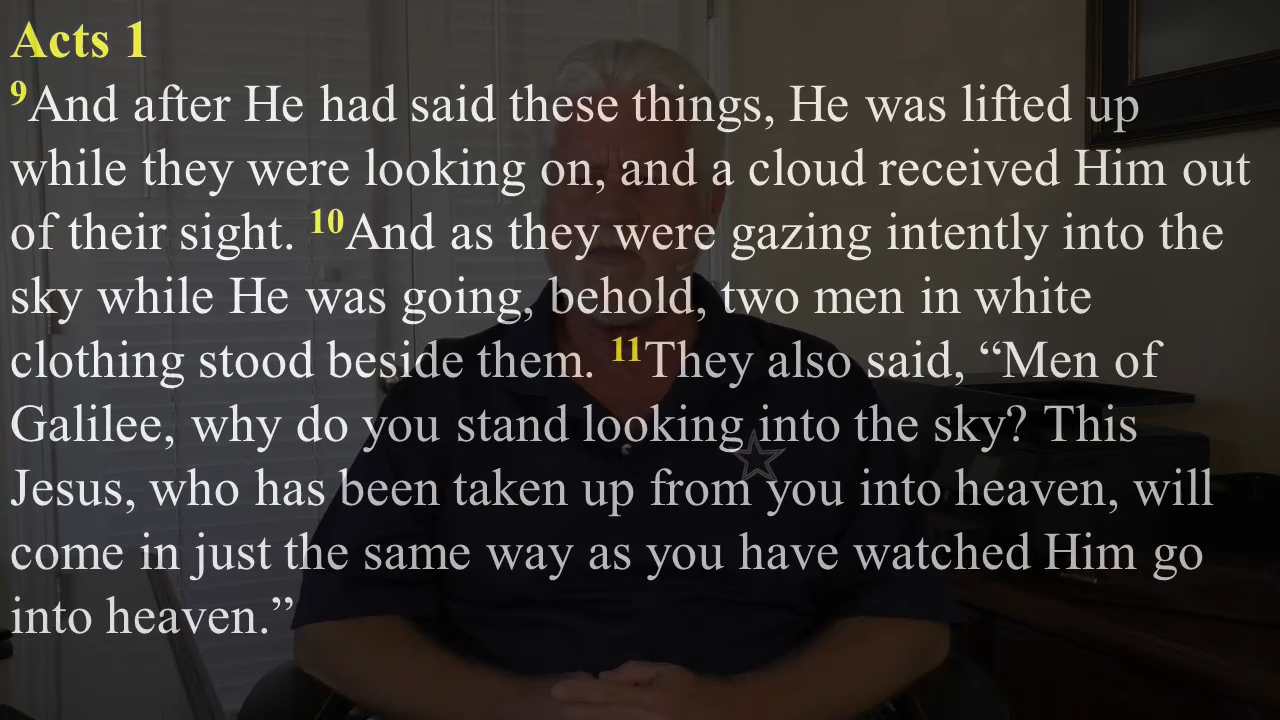 Acts 1
9And after He had said these things, He was lifted up
while they were looking on, and a cloud received Him out
of their sight. 10And as they were gazing intently into the
sky while He was going, behold, two men in white
clothing stood beside them. 11They also said, “Men of
Galilee, why do you stand looking into the sky? This
Jesus, who has been taken up from you into heaven, will
come in just the same way as you have watched Him go
into heaven.”